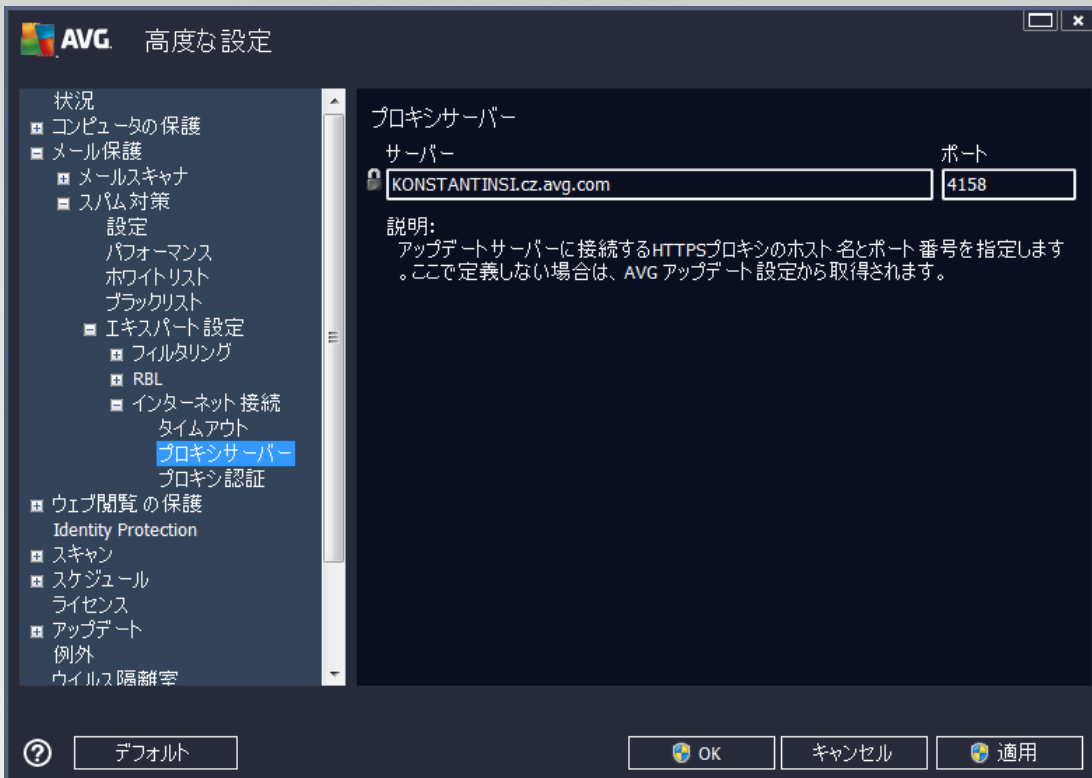 AVG. 高度な設定
状況
コンピュータの保護
メール保護
メールスキャナ
スパム対策
設定
パフォーマンス
ホワイトリスト
ブラックリスト
エキスパート設定
フィルタリング
RBL
インターネット接続
タイムアウト
プロキシサーバー
プロキシ認証
ウェブ閲覧の保護
Identity Protection
スキャン
スケジュール
ライセンス
アップデート
例外
ウイルス隔離室
プロキシサーバー
サーバー ポート
KONSTANTINSI.cz.avg.com 4158
説明:
アップデートサーバーに接続するHTTPSプロキシのホスト名とポート番号を指定します
。ここで定義しない場合は、AVG アップデート設定から取得されます。
? デフォルト OK キャンセル 適用